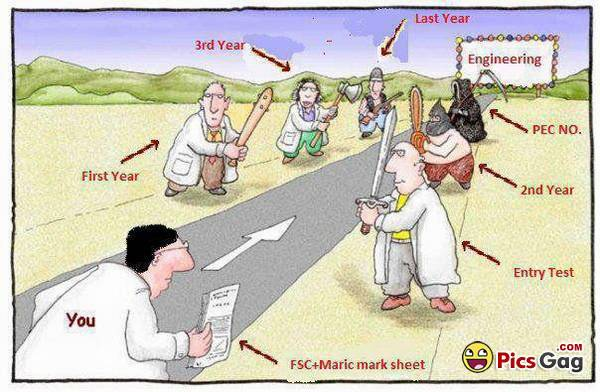 Last Year
3rd Year
Engineering
PEC NO.
First Year
2nd Year
Entry Test
You
FSC+Maric mark sheet
PicsGag
.COM